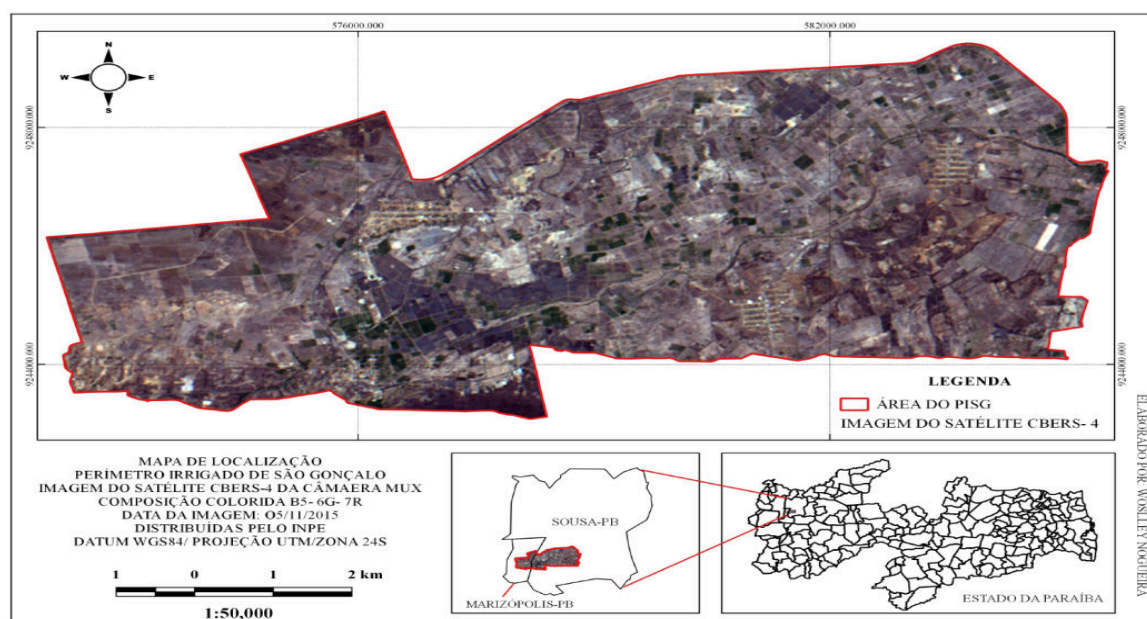 576000.000
582000.000
N
W
E
S
9248000.000
9248000.000
9244000.000
9244000.000
LEGENDA
ÁREA DO PISG
IMAGEM DO SATÉLITE CBERS- 4
ELABORADO POR WOSLLEY NOGUEIRA
MAPA DE LOCALIZAÇÃO
PERÍMETRO IRRIGADO DE SÃO GONÇALO
IMAGEM DO SATÉLITE CBERS-4 DA CÂMAERA MUX
COMPOSIÇÃO COLORIDA B5- 6G- 7R
DATA DA IMAGEM: O5/11/2015
DISTRIBUÍDAS PELO INPE
DATUM WGS84/ PROJEÇÃO UTM/ZONA 24S
1 0 1 2 km
1:50,000
SOUSA-PB
MARIZÓPOLIS-PB
ESTADO DA PARAÍBA